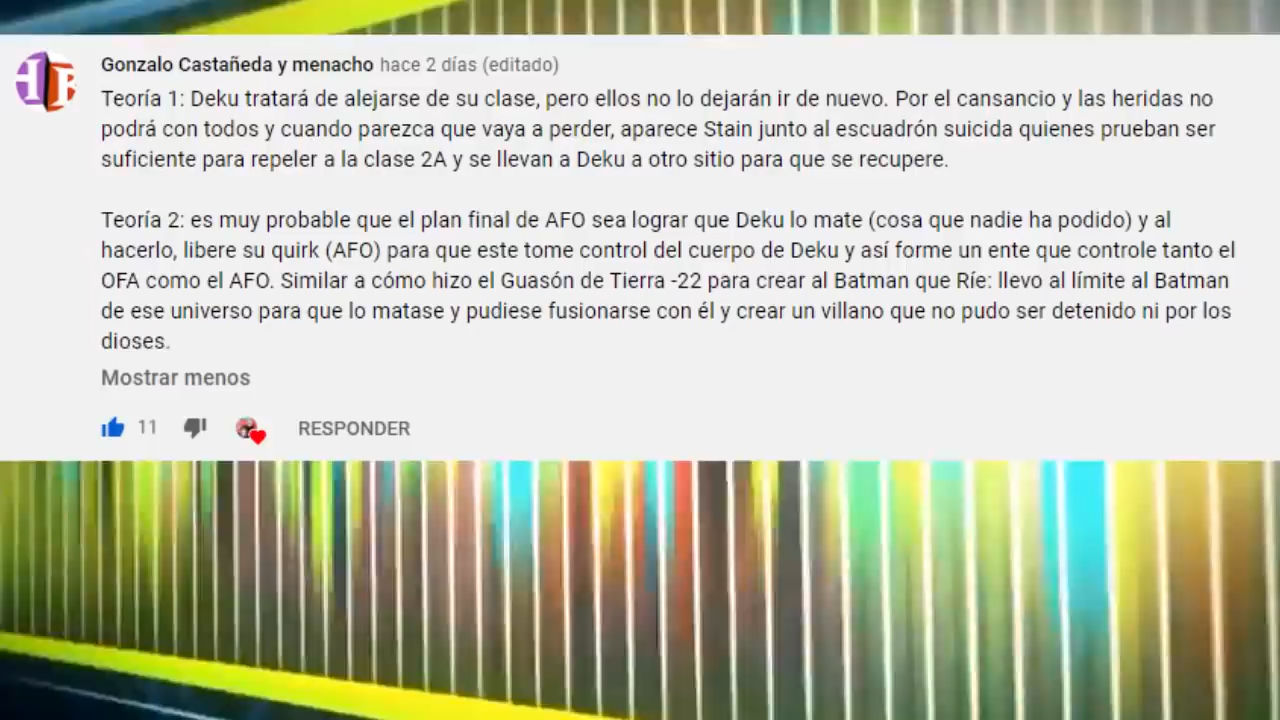 Gonzalo Castañeda y menacho hace 2 días (editado)
Teoría 1: Deku tratará de alejarse de su clase, pero ellos no lo dejarán ir de nuevo. Por el cansancio y las heridas no
podrá con todos y cuando parezca que vaya a perder, aparece Stain junto al escuadrón suicida quienes prueban ser
suficiente para repeler a la clase 2A y se llevan a Deku a otro sitio para que se recupere.
Teoría 2: es muy probable que el plan final de AFO sea lograr que Deku lo mate (cosa que nadie ha podido) y al
hacerlo, libere su quirk (AFO) para que este tome control del cuerpo de Deku y así forme un ente que controle tanto el
OFA como el AFO. Similar a cómo hizo el Guasón de Tierra -22 para crear al Batman que Ríe: llevo al límite al Batman
de ese universo para que lo matase y pudiese fusionarse con él y crear un villano que no pudo ser detenido ni por los
dioses.
Mostrar menos
11 RESPONDER